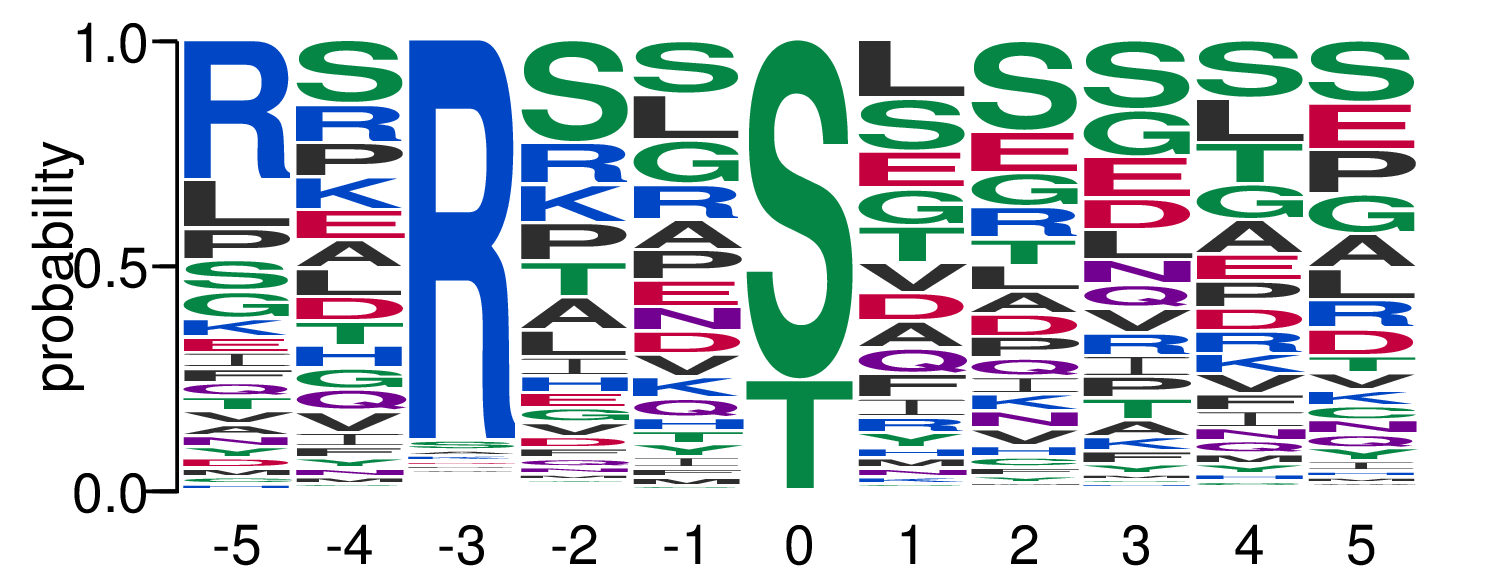 probability
1.0
0.5
0.0
R L P S G K E I F Q T V A N D M C H
S R P K E A L D T H G Q V I F Y N M
R
S R K P T A L I H E G V D F Q N M
S L G R A P E N D V K Q H T Y I F M
S T
L S E G T V D A Q F I R Y H M N K
S E G R T L A D P Q I K N V H C F Y M
S G E D L N Q V R I P T A K F Y M
S L T G A E P D R K V F I N Q M Y H
S E P G A L R D T V K C N Q Y I F H M
-5 -4 -3 -2 -1 0 1 2 3 4 5